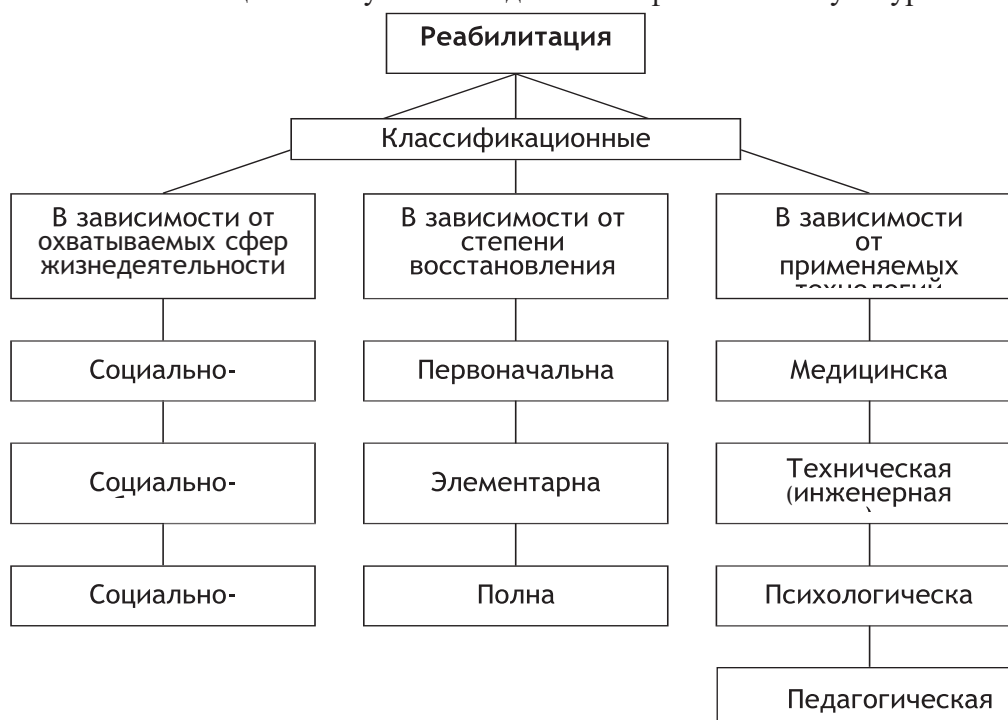 Реабилитация
Классификационные
В зависимости от
охватываемых сфер
жизнедеятельности
В зависимости от
степени
восстановления
В зависимости
от
применяемых
технологий
Социально-
Первоначальна
Медицинска
Социально-
Элементарна
Техническая
(инженерная
Социально-
Полна
Психологическа
Педагогическая